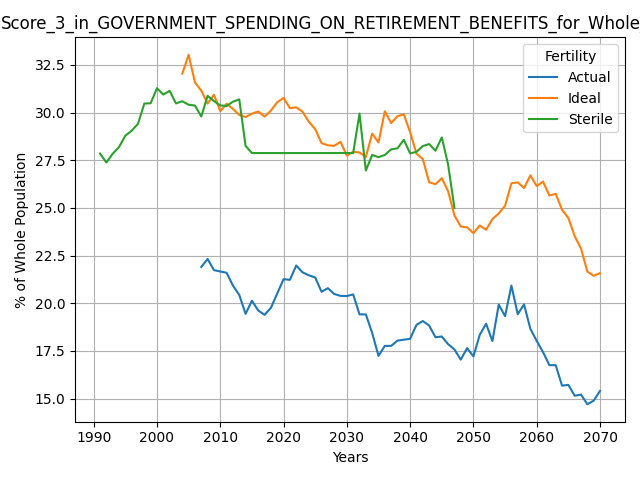 Score_3_in_GOVERNMENT_SPENDING_ON_RETIREMENT_BENEFITS_for_Whole
Fertility
Actual
Ideal
Sterile
% of Whole Population
32.5
30.0
27.5
25.0
22.5
20.0
17.5
15.0
1990 2000 2010 2020 2030 2040 2050 2060 2070
Years